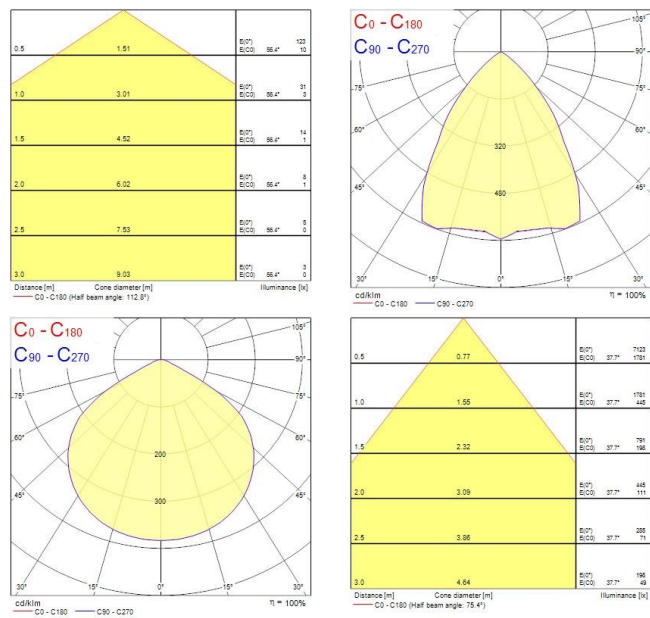 0.5 1.51 E(0°) 123
E(C0) 56.4° 10
1.0 3.01 E(0°) 31
E(C0) 56.4° 3
1.5 4.52 E(0°) 14
E(C0) 56.4° 1
2.0 6.02 E(0°) 8
E(C0) 56.4° 1
2.5 7.53 E(0°) 5
E(C0) 56.4° 0
3.0 9.03 E(0°) 3
E(C0) 56.4° 0
Distance [m] Cone diameter [m] Illuminance [lx]
C0 - C180 (Half beam angle: 112.8°)
C0 - C180
C90 - C270
105°
90°
75° 75°
60° 60°
320
45° 480 45°
30° 15° 0° 15° 30°
cd/klm η = 100%
C0 - C180 C90 - C270
C0 - C180
C90 - C270
105°
90°
75° 75°
60° 60°
200
45° 300 45°
30° 15° 0° 15° 30°
cd/klm η = 100%
C0 - C180 C90 - C270
0.5 0.77 E(0°) 7123
E(C0) 37.7° 1781
1.0 1.55 E(0°) 1781
E(C0) 37.7° 445
1.5 2.32 E(0°) 791
E(C0) 37.7° 198
2.0 3.09 E(0°) 445
E(C0) 37.7° 111
2.5 3.86 E(0°) 285
E(C0) 37.7° 71
3.0 4.64 E(0°) 198
E(C0) 37.7° 49
Distance [m] Cone diameter [m] Illuminance [lx]
C0 - C180 (Half beam angle: 75.4°)